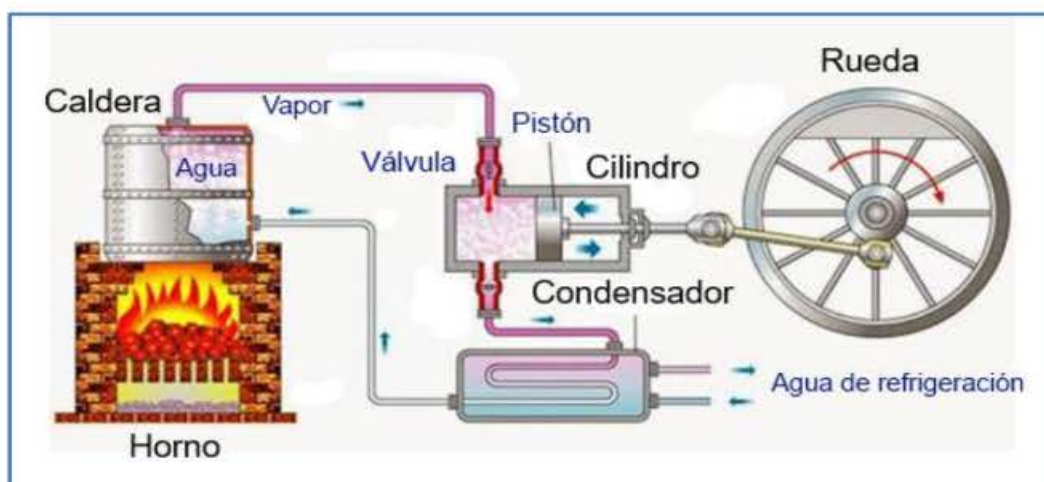 Rueda
Caldera
Vapor
Pistón
Válvula
Cilindro
Agua
Condensador
Agua de refrigeración
Horno